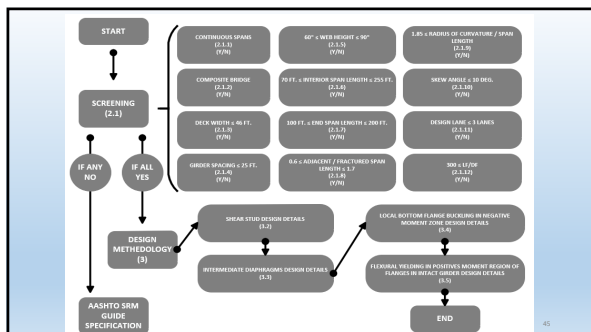 START
SCREENING
(2.1)
IF ANY
NO
IF ALL
YES
CONTINUOUS SPANS
(2.1.1)
(Y/N)
COMPOSITE BRIDGE
(2.1.2)
(Y/N)
DECK WIDTH ≤ 46 FT.
(2.1.3)
(Y/N)
GIRDER SPACING ≤ 25 FT.
(2.1.4)
(Y/N)
60" ≤ WEB HEIGHT ≤ 90"
(2.1.5)
(Y/N)
70 FT. ≤ INTERIOR SPAN LENGTH ≤ 255 FT.
(2.1.6)
(Y/N)
100 FT. ≤ END SPAN LENGTH ≤ 200 FT.
(2.1.7)
(Y/N)
0.6 ≤ ADJACENT / FRACTURED SPAN
LENGTH ≤ 1.7
(2.1.8)
(Y/N)
1.85 ≤ RADIUS OF CURVATURE / SPAN
LENGTH
(2.1.9)
(Y/N)
SKEW ANGLE ≤ 10 DEG.
(2.1.10)
(Y/N)
DESIGN LANE ≤ 3 LANES
(2.1.11)
(Y/N)
300 ≤ LF/DF
(2.1.12)
(Y/N)
DESIGN
METHEDOLOGY
(3)
SHEAR STUD DESIGN DETAILS
(3.2)
INTERMEDIATE DIAPHRAGMS DESIGN DETAILS
(3.3)
LOCAL BOTTOM FLANGE BUCKLING IN NEGATIVE
MOMENT ZONE DESIGN DETAILS
(3.4)
FLEXURAL YIELDING IN POSITIVES MOMENT REGION OF
FLANGES IN INTACT GIRDER DESIGN DETAILS
(3.5)
AASHTO SRM
GUIDE
SPECIFICATION
END
45